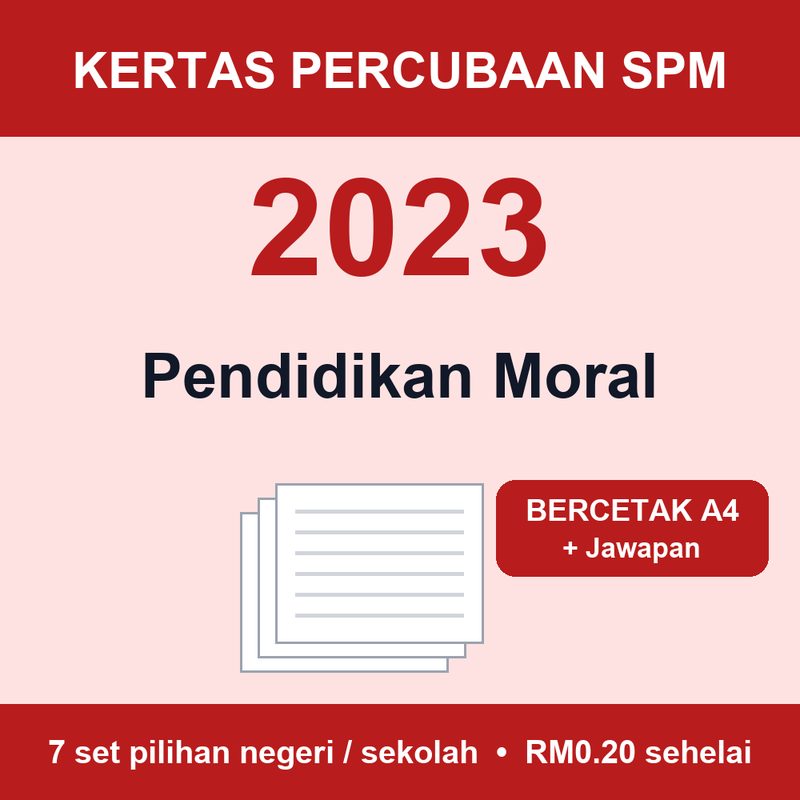 KERTAS PERCUBAAN SPM
2023
Pendidikan Moral
BERCETAK A4
+ Jawapan
7 set pilihan negeri / sekolah • RM0.20 sehelai